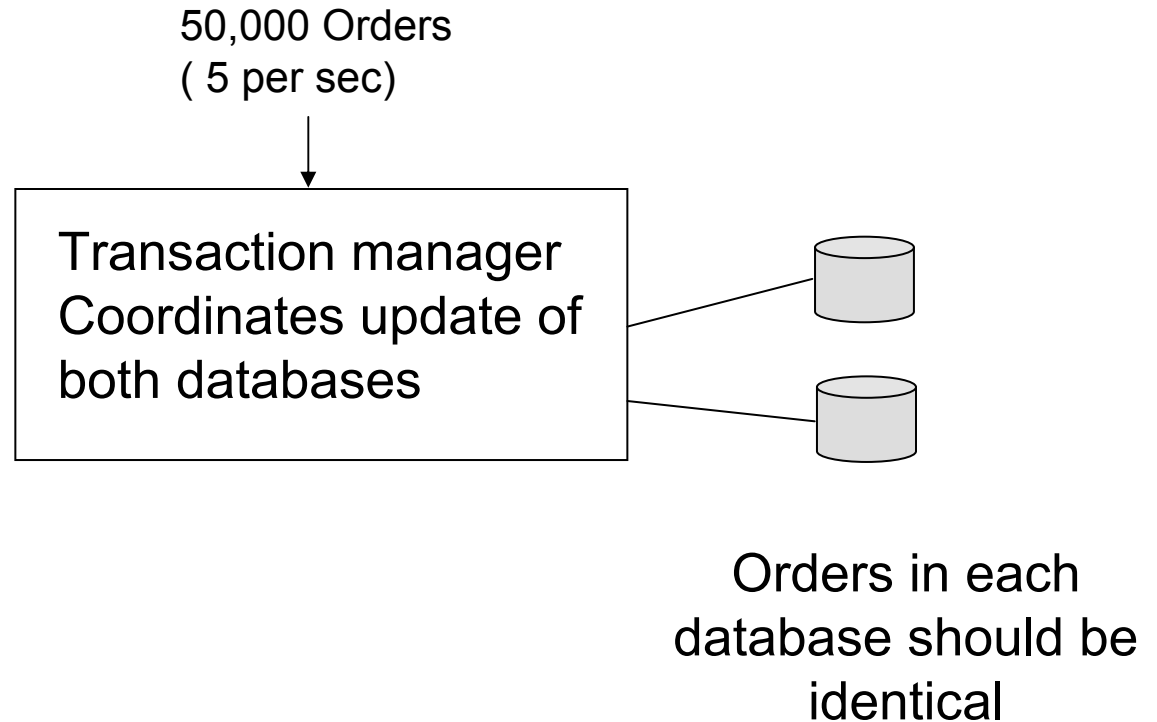 50,000 Orders
( 5 per sec)
Transaction manager
Coordinates update of
both databases
Orders in each
database should be
identical